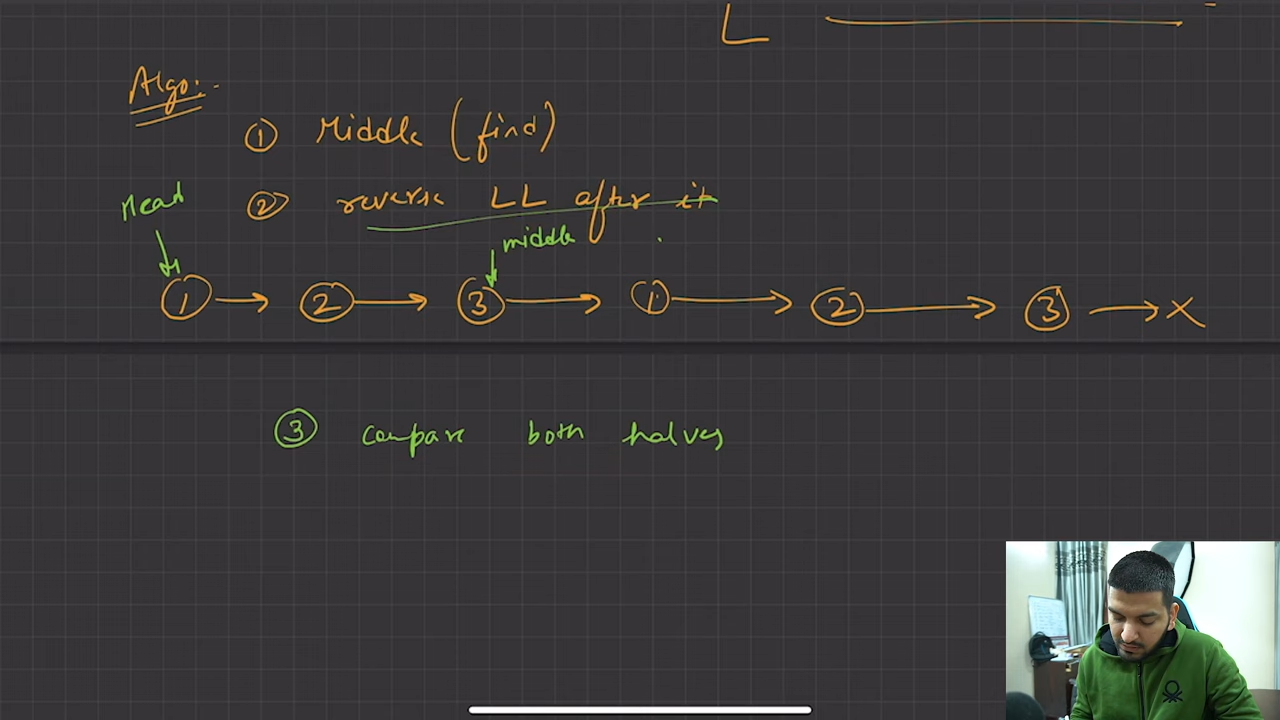 L
Algo:-
① Middle (find)
② reverse LL after it
Head
middle
① → ② → ③ → ① → ② → ③ → X
③ compare both halves